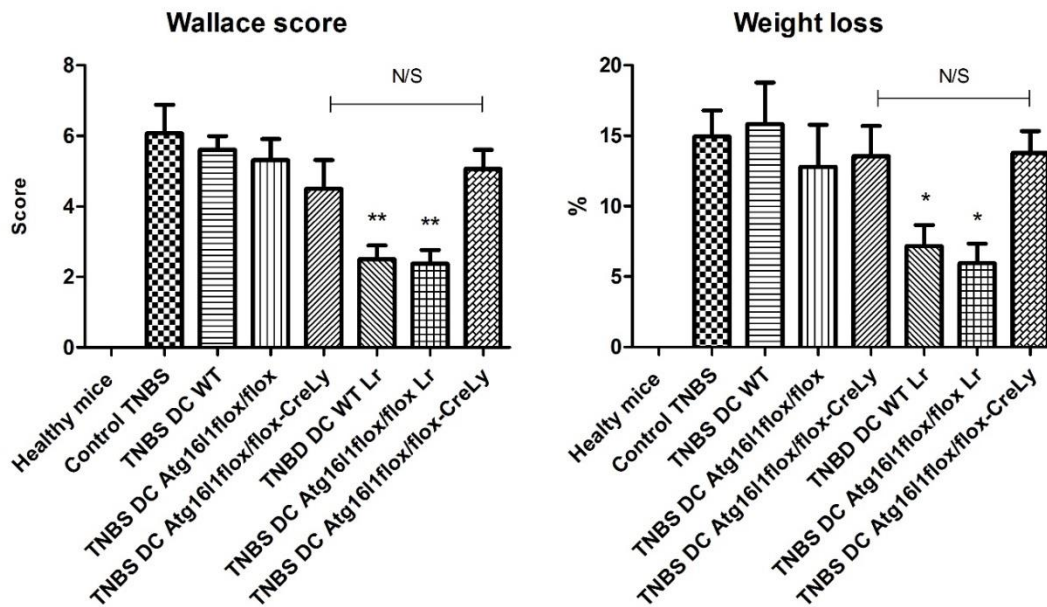 Wallace score
8
6
4
2
0
Score
N/S
**
**
Healty mice
Control TNBS
TNBS DC WT
TNBS DC Atg16l1flox/flox
TNBS DC Atg16l1flox/flox-CreLy
TNBD DC WT Lr
TNBS DC Atg16l1flox/flox Lr
TNBS DC Atg16l1flox/flox-CreLy
Weight loss
20
15
10
5
0
%
N/S
*
*
Healty mice
Control TNBS
TNBS DC WT
TNBS DC Atg16l1flox/flox
TNBS DC Atg16l1flox/flox-CreLy
TNBD DC WT Lr
TNBS DC Atg16l1flox/flox Lr
TNBS DC Atg16l1flox/flox-CreLy